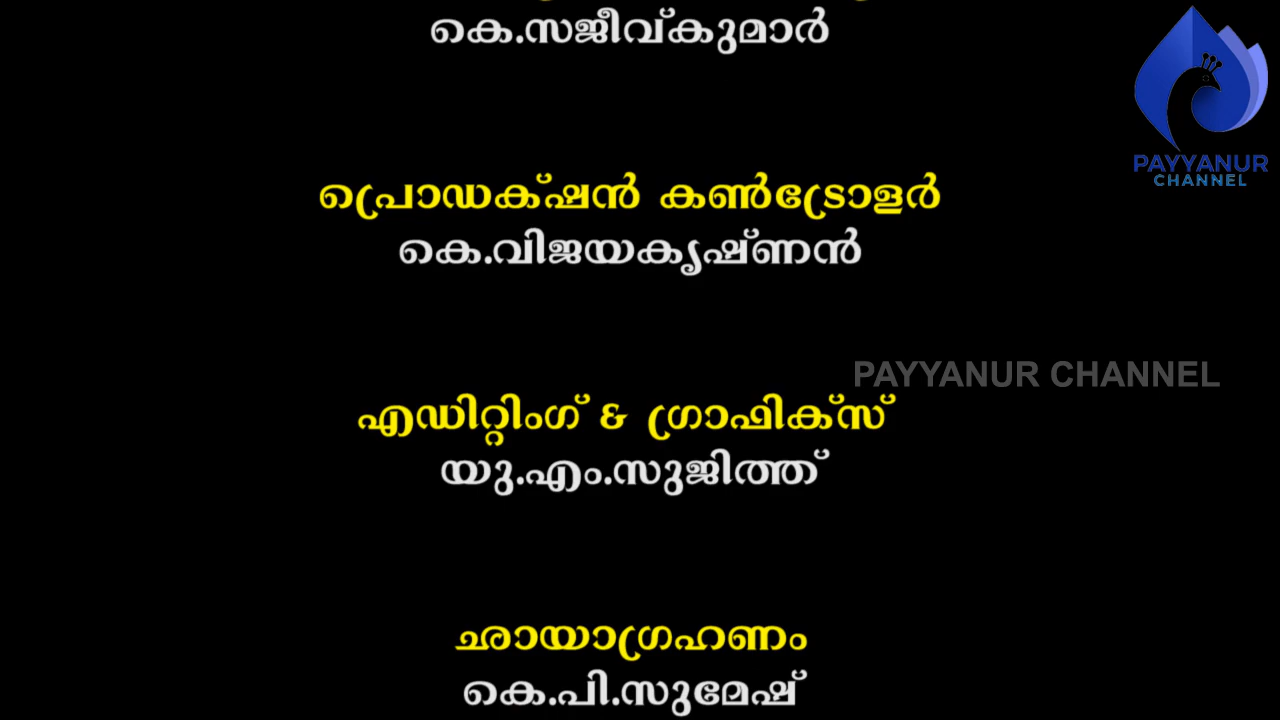 കെ.സജീവ്കുമാർ
PAYYANUR
CHANNEL
പ്രൊഡക്ഷൻ കൺട്രോളർ
കെ.വിജയകൃഷ്ണൻ
PAYYANUR CHANNEL
എഡിറ്റിംഗ് & ഗ്രാഫിക്സ്
യു.എം.സുജിത്ത്
ഛായാഗ്രഹണം
കെ.പി.സുമേഷ്